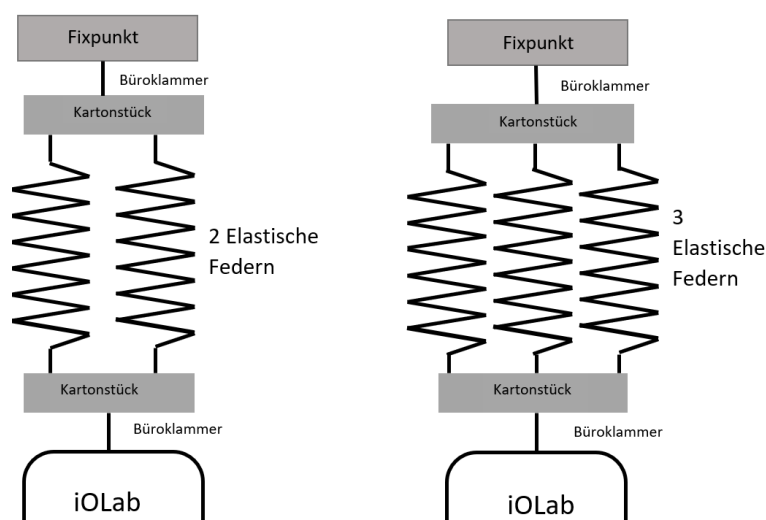 Fixpunkt
Büroklammer
Kartonstück
2 Elastische
Federn
Kartonstück
Büroklammer
iOLab
Fixpunkt
Büroklammer
Kartonstück
3
Elastische
Federn
Kartonstück
Büroklammer
iOLab